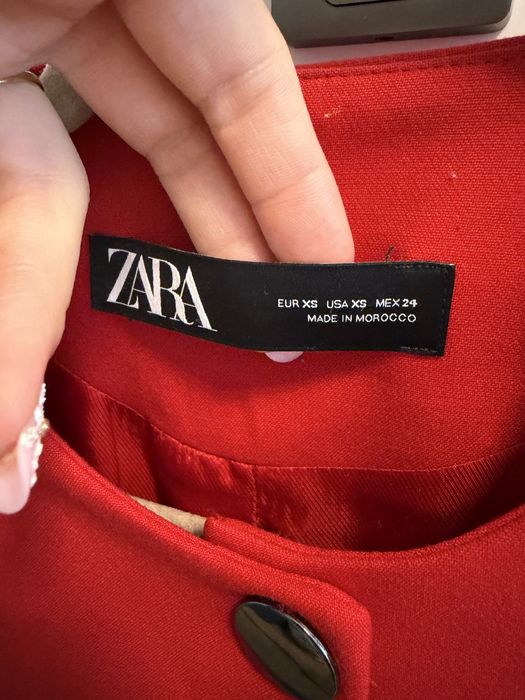 ZARA
EUR XS USA XS MEX 24
MADE IN MOROCCO